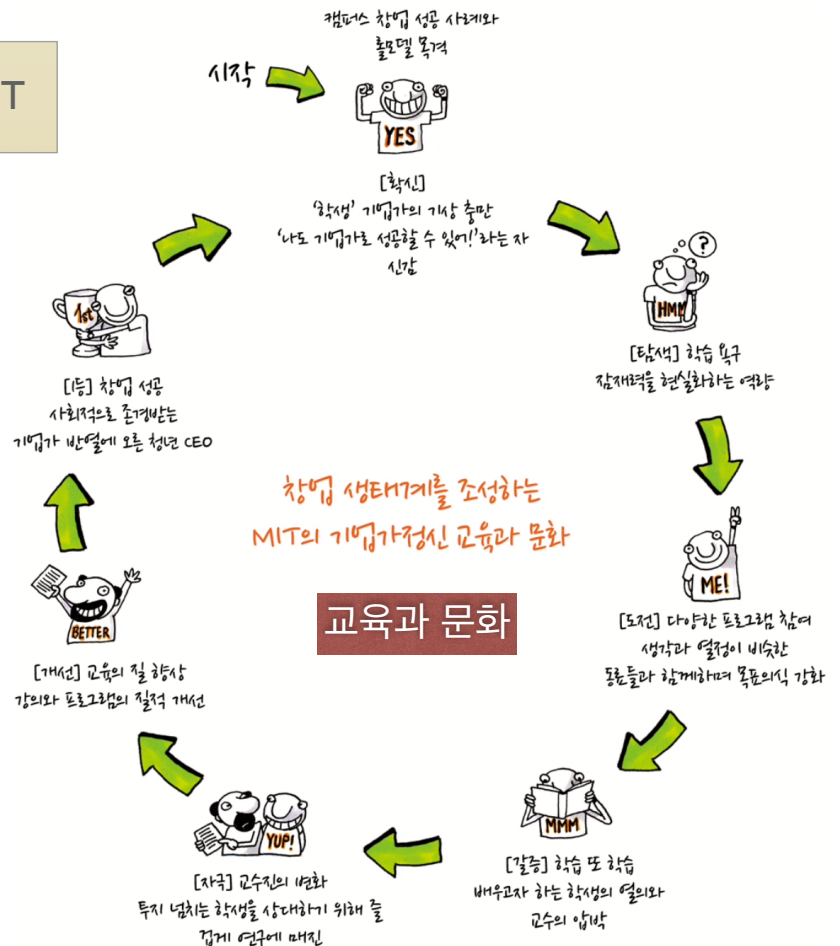 T
캠퍼스 창업 성공 사례와
롤모델 목격
시작
YES
[확신]
'학생' 기업가의 기상 충만
'나도 기업가로 성공할 수 있어!'라는 자
신감
?
HMM
[탐색] 학습 욕구
잠재력을 현실화하는 역량
ME!
[도전] 다양한 프로그램 참여
생각과 열정이 비슷한
동료들과 함께하며 목표의식 강화
MMM
[갈증] 학습 또 학습
배우고자 하는 학생의 열의와
교수의 압박
YUP!
[자극] 교수진의 변화
투지 넘치는 학생을 상대하기 위해 즐
겁게 연구에 매진
BETTER
[개선] 교육의 질 향상
강의와 프로그램의 질적 개선
1st
[1등] 창업 성공
사회적으로 존경받는
기업가 반열에 오른 청년 CEO
창업 생태계를 조성하는
MIT의 기업가정신 교육과 문화
교육과 문화